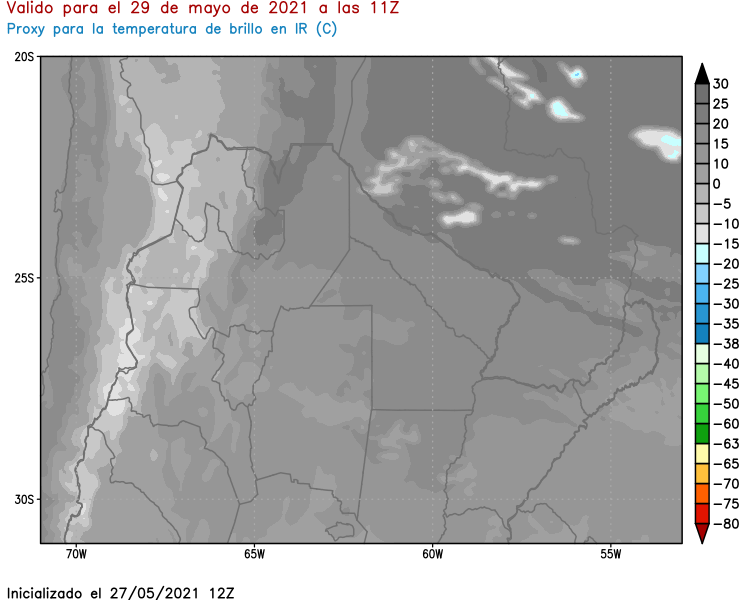 Valido para el 29 de mayo de 2021 a las 11Z
Proxy para la temperatura de brillo en IR (C)
20S
25S
30S
70W
65W
60W
55W
30
25
20
15
10
0
−5
−10
−15
−20
−25
−30
−35
−38
−40
−45
−50
−60
−63
−65
−70
−75
−80
Inicializado el 27/05/2021 12Z